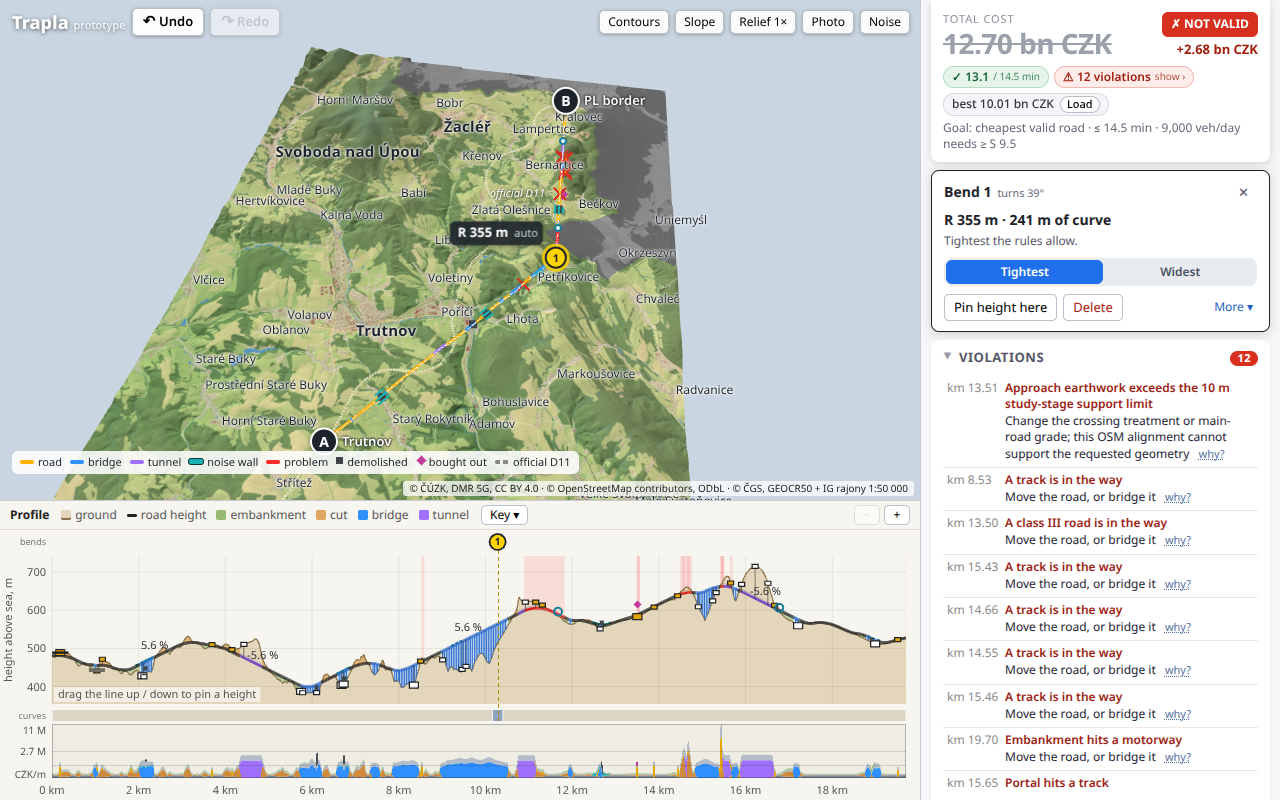 Trapla prototype
↶ Undo
↷ Redo
Contours
Slope
Relief 1×
Photo
Noise
B PL border
Horní Maršov
Bobr
Královec
Žacléř
Lampertice
Svoboda nad Úpou
Křenov
Bernartice
Mladé Buky
Babí
official D11
Hertvíkovice
Bečkov
Kalná Voda
Zlatá Olešnice
Uniemyśl
R 355 m auto
Okrzeszyn
1
Vlčice
Voletiny
Petříkovice
Chvaleč
Volanov
Poříčí
Lhota
Oblanov
Trutnov
Staré Buky
Markoušovice
Prostřední Staré Buky
Radvanice
Bohuslavice
Horní Staré Buky
Starý Rokytník
Adamov
A Trutnov
road
bridge
tunnel
noise wall
problem
demolished
bought out
official D11
Střítež
© ČÚZK, DMR 5G, CC BY 4.0 · © OpenStreetMap contributors, ODbL · © ČGS, GEOCR50 + IG rajony 1:50 000
Profile
ground
road height
embankment
cut
bridge
tunnel
Key ▾
−
+
bends
1
height above sea, m
700
600
500
400
5.6 %
-5.6 %
5.6 %
-5.6 %
drag the line up / down to pin a height
curves
11 M
2.7 M
CZK/m
0 km
2 km
4 km
6 km
8 km
10 km
12 km
14 km
16 km
18 km
TOTAL COST
✗ NOT VALID
12.70 bn CZK
+2.68 bn CZK
✓ 13.1 / 14.5 min
⚠ 12 violations show ›
best 10.01 bn CZK Load
Goal: cheapest valid road · ≤ 14.5 min · 9,000 veh/day
needs ≥ S 9.5
Bend 1 turns 39°
✕
R 355 m · 241 m of curve
Tightest the rules allow.
Tightest
Widest
Pin height here
Delete
More ▾
▼ VIOLATIONS
12
km 13.51 Approach earthwork exceeds the 10 m
study-stage support limit
Change the crossing treatment or main-
road grade; this OSM alignment cannot
support the requested geometry why?
km 8.53 A track is in the way
Move the road, or bridge it why?
km 13.50 A class III road is in the way
Move the road, or bridge it why?
km 15.43 A track is in the way
Move the road, or bridge it why?
km 14.66 A track is in the way
Move the road, or bridge it why?
km 14.55 A track is in the way
Move the road, or bridge it why?
km 15.46 A track is in the way
Move the road, or bridge it why?
km 19.70 Embankment hits a motorway
Move the road, or bridge it why?
km 15.65 Portal hits a track